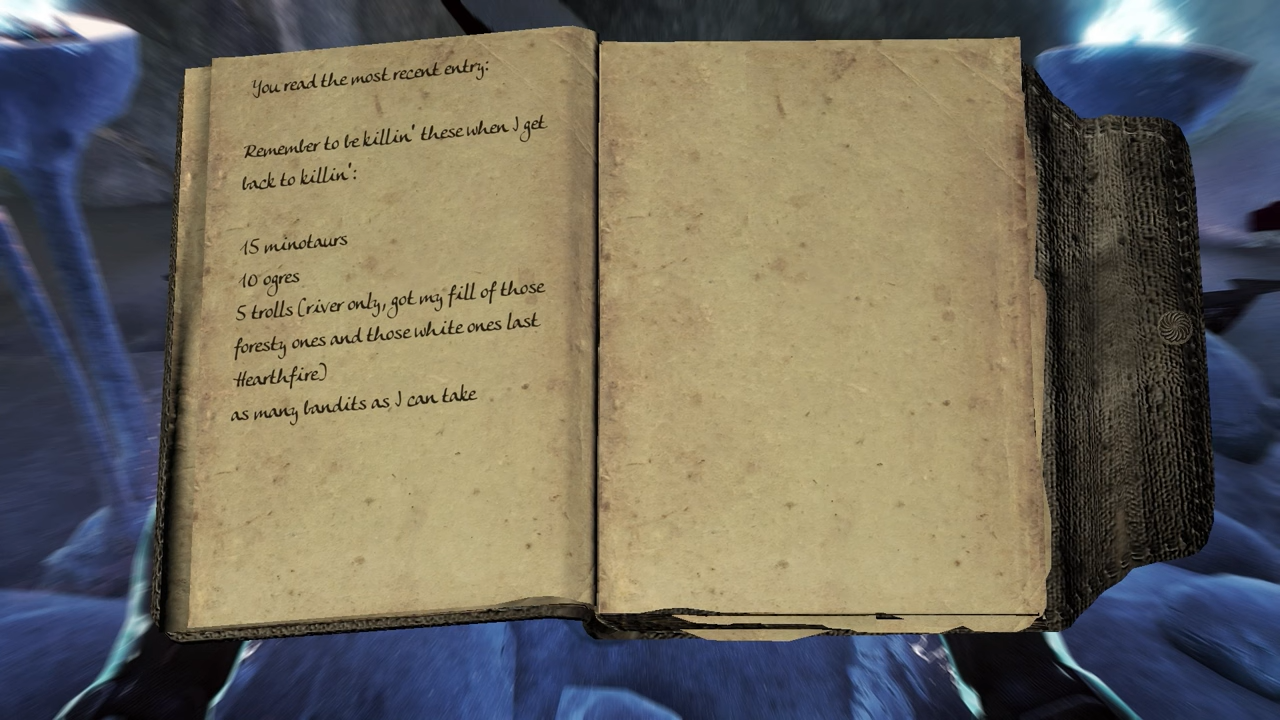 You read the most recent entry:
Remember to be killin' these when I get
back to killin':
15 minotaurs
10 ogres
5 trolls (river only, got my fill of those
foresty ones and those white ones last
Hearthfire)
as many bandits as I can take